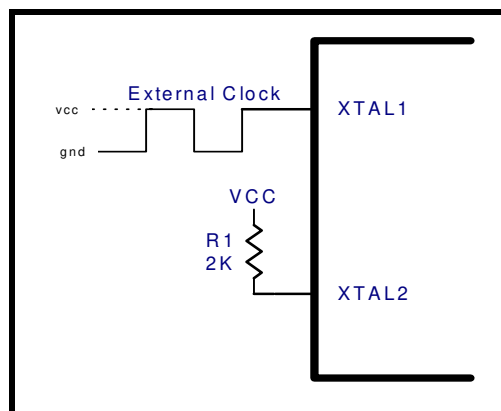 External Clock
vcc
XTAL1
gnd
VCC
R1
2K
XTAL2